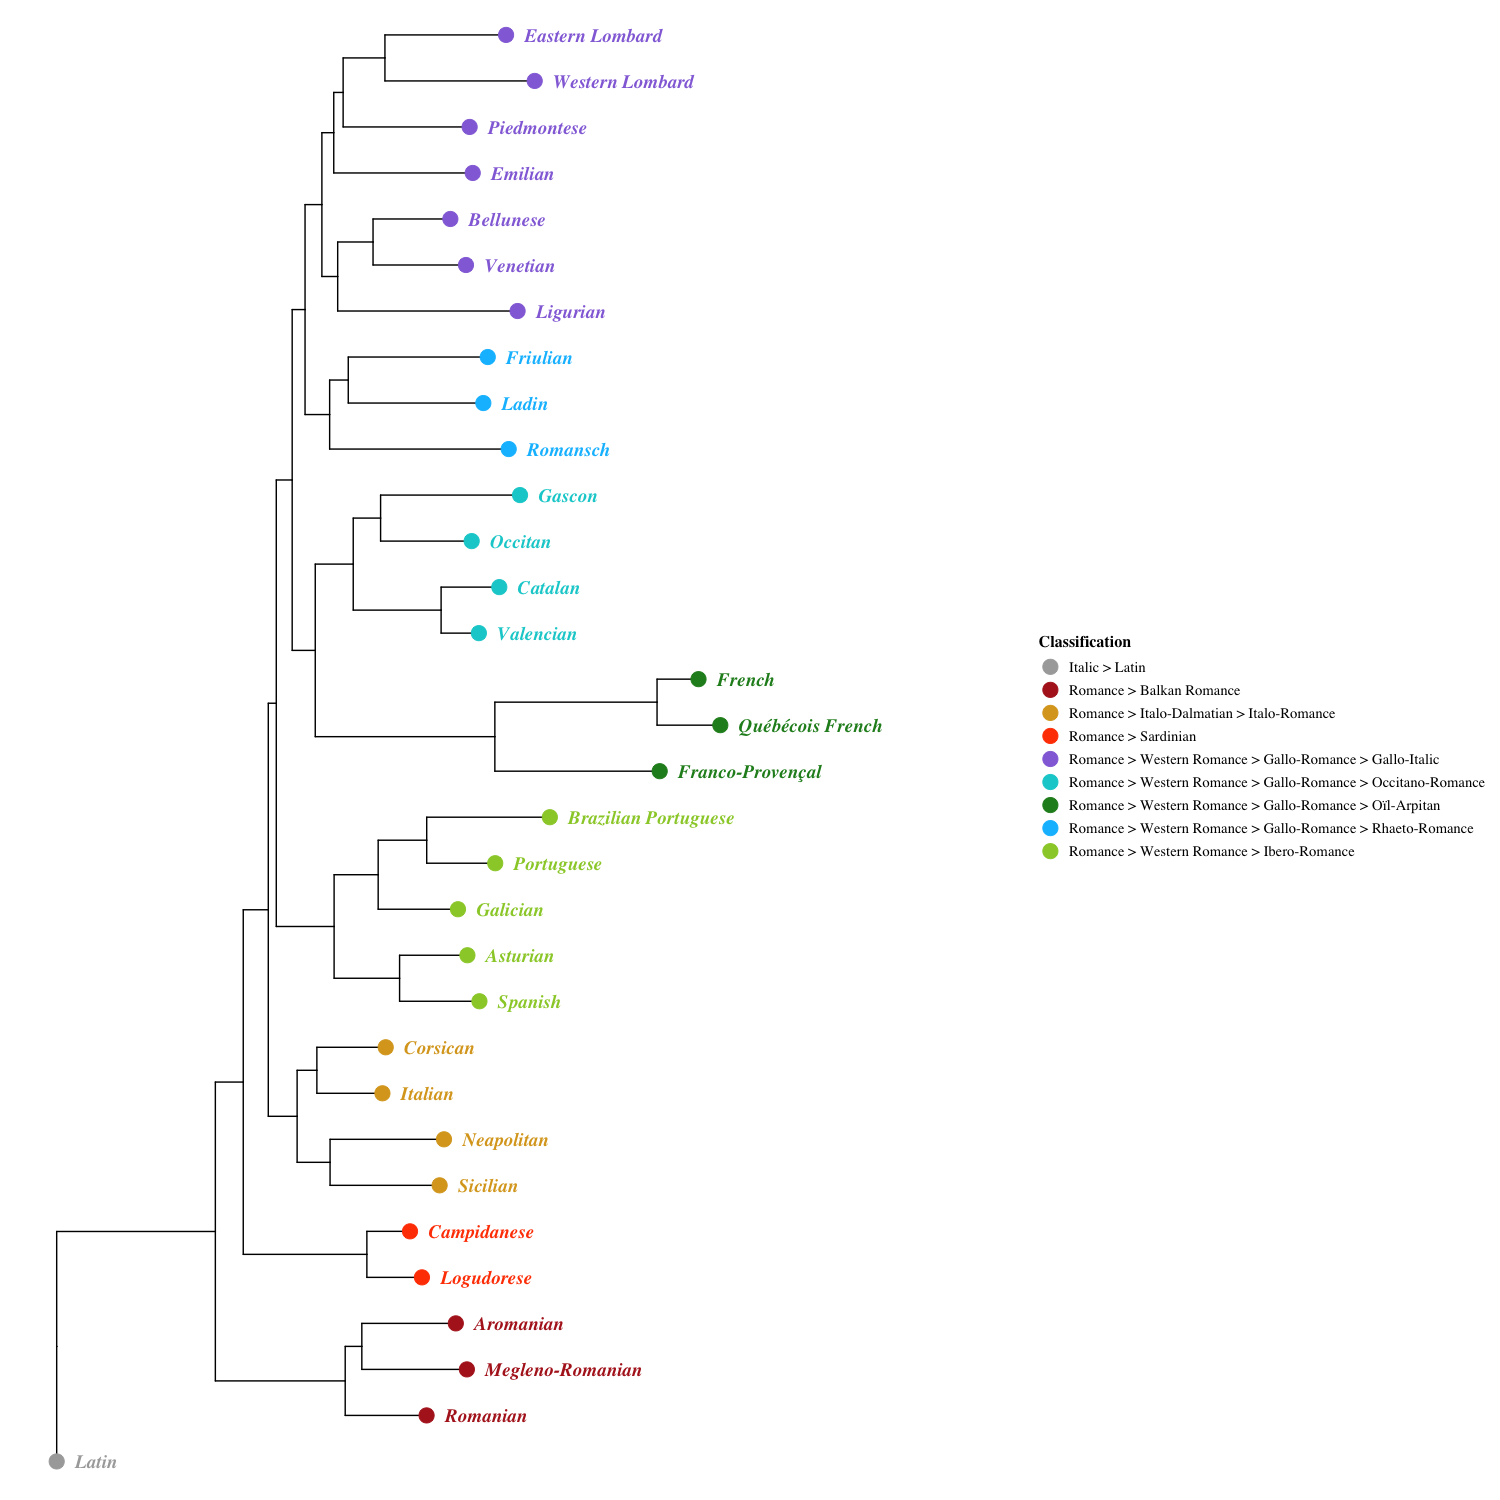 Eastern Lombard
Western Lombard
Piedmontese
Emilian
Bellunese
Venetian
Ligurian
Friulian
Ladin
Romansch
Gascon
Occitan
Catalan
Valencian
French
Québécois French
Franco-Provençal
Brazilian Portuguese
Portuguese
Galician
Asturian
Spanish
Corsican
Italian
Neapolitan
Sicilian
Campidanese
Logudorese
Aromanian
Megleno-Romanian
Romanian
Latin
Classification
Italic > Latin
Romance > Balkan Romance
Romance > Italo-Dalmatian > Italo-Romance
Romance > Sardinian
Romance > Western Romance > Gallo-Romance > Gallo-Italic
Romance > Western Romance > Gallo-Romance > Occitano-Romance
Romance > Western Romance > Gallo-Romance > Oïl-Arpitan
Romance > Western Romance > Gallo-Romance > Rhaeto-Romance
Romance > Western Romance > Ibero-Romance